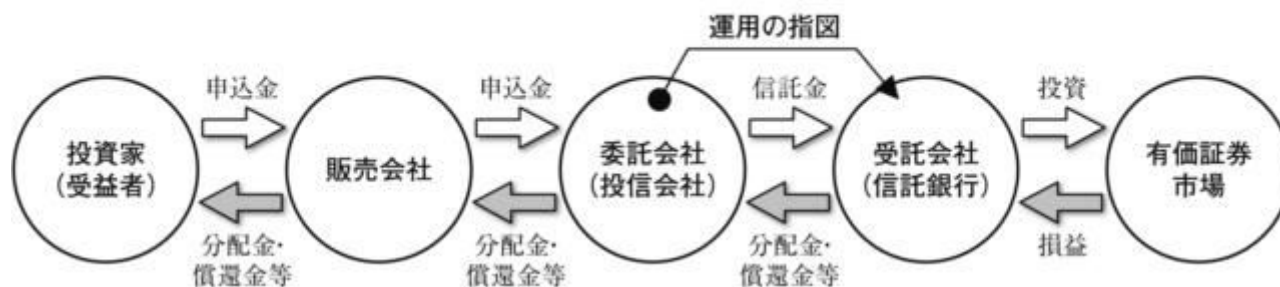 運用の指図
申込金
申込金
信託金
投資
投資家
(受益者)
販売会社
委託会社
(投信会社)
受託会社
(信託銀行)
有価証券
市場
分配金・
償還金等
分配金・
償還金等
分配金・
償還金等
損益